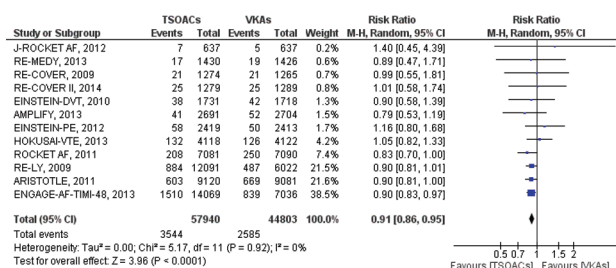 TSOACs VKAs Risk Ratio Risk Ratio
Study or Subgroup Events Total Events Total Weight M-H, Random, 95% CI M-H, Random, 95% CI
J-ROCKET AF, 2012 7 637 5 637 0.2% 1.40 [0.45, 4.39]
RE-MEDY, 2013 17 1430 19 1426 0.6% 0.89 [0.47, 1.71]
RE-COVER, 2009 21 1274 21 1265 0.6% 0.99 [0.55, 1.81]
RE-COVER II, 2014 25 1279 25 1289 0.8% 1.01 [0.58, 1.74]
EINSTEIN-DVT, 2010 38 1731 42 1718 1.2% 0.90 [0.58, 1.39]
AMPLIFY, 2013 41 2691 52 2704 1.4% 0.79 [0.53, 1.19]
EINSTEIN-PE, 2012 58 2419 50 2413 1.6% 1.16 [0.80, 1.68]
HOKUSAI-VTE, 2013 132 4118 126 4122 3.9% 1.05 [0.82, 1.33]
ROCKET AF, 2011 208 7081 250 7090 7.0% 0.83 [0.70, 1.00]
RE-LY, 2009 884 12091 487 6022 20.0% 0.90 [0.81, 1.01]
ARISTOTLE, 2011 603 9120 669 9081 20.4% 0.90 [0.81, 1.00]
ENGAGE-AF-TIMI-48, 2013 1510 14069 839 7036 38.5% 0.90 [0.83, 0.97]
Total (95% CI) 57940 44803 100.0% 0.91 [0.86, 0.95]
Total events 3544 2585
Heterogeneity: Tau² = 0.00; Chi² = 5.17, df = 11 (P = 0.92); I² = 0%
Test for overall effect: Z = 3.96 (P < 0.0001)
0.5 0.7 1 1.5 2
Favours [TSOACs] Favours [VKAs]